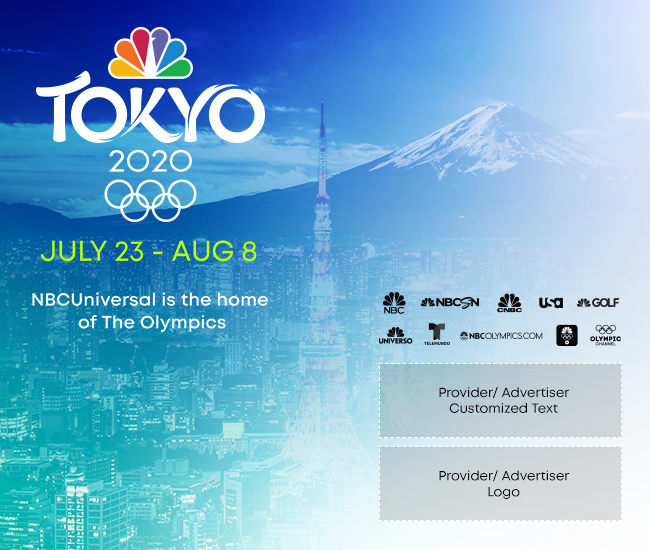 TOKYO
2020
JULY 23 - AUG 8
NBCUniversal is the home
of The Olympics
NBC NBCSN CNBC USA GOLF
UNIVERSO TELEMUNDO NBCOLYMPICS.COM OLYMPIC CHANNEL
Provider/ Advertiser
Customized Text
Provider/ Advertiser
Logo